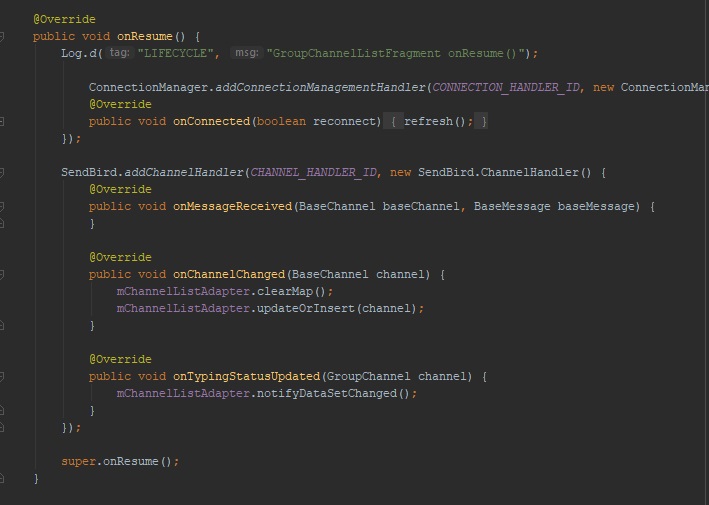 @Override
public void onResume() {
Log.d( tag: "LIFECYCLE", msg: "GroupChannelListFragment onResume()");
ConnectionManager.addConnectionManagementHandler(CONNECTION_HANDLER_ID, new ConnectionMan
@Override
public void onConnected(boolean reconnect) { refresh(); }
});
SendBird.addChannelHandler(CHANNEL_HANDLER_ID, new SendBird.ChannelHandler() {
@Override
public void onMessageReceived(BaseChannel baseChannel, BaseMessage baseMessage) {
}
@Override
public void onChannelChanged(BaseChannel channel) {
mChannelListAdapter.clearMap();
mChannelListAdapter.updateOrInsert(channel);
}
@Override
public void onTypingStatusUpdated(GroupChannel channel) {
mChannelListAdapter.notifyDataSetChanged();
}
});
super.onResume();
}